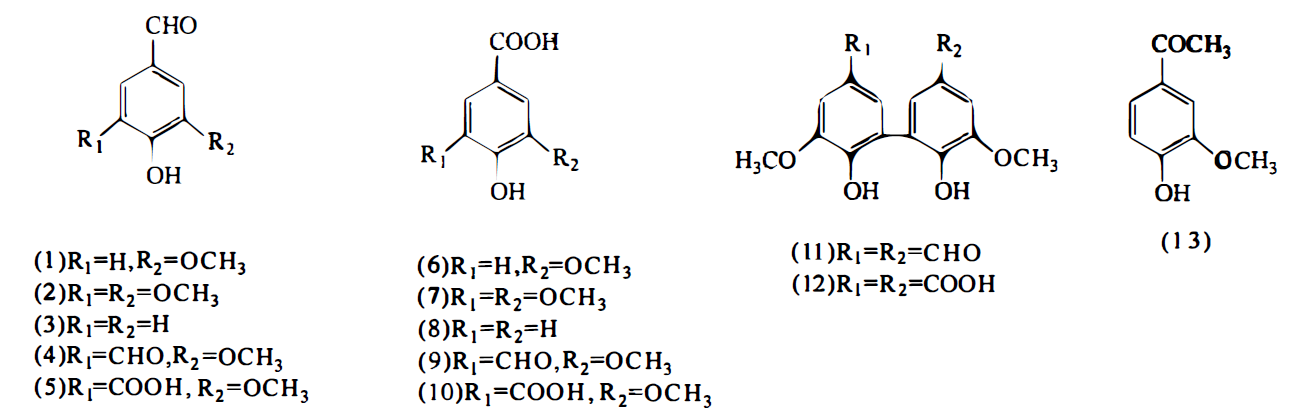 CHO
R₁
R₂
OH
(1)R₁=H,R₂=OCH₃
(2)R₁=R₂=OCH₃
(3)R₁=R₂=H
(4)R₁=CHO,R₂=OCH₃
(5)R₁=COOH,R₂=OCH₃
COOH
R₁
R₂
OH
(6)R₁=H,R₂=OCH₃
(7)R₁=R₂=OCH₃
(8)R₁=R₂=H
(9)R₁=CHO,R₂=OCH₃
(10)R₁=COOH,R₂=OCH₃
R₁ R₂
H₃CO OCH₃
OH OH
(11)R₁=R₂=CHO
(12)R₁=R₂=COOH
COCH₃
OCH₃
OH
(13)